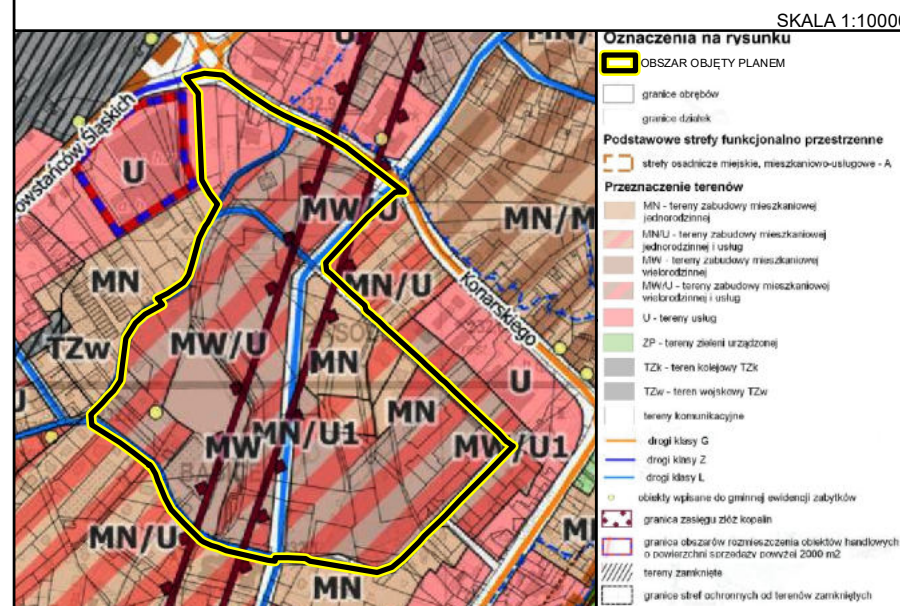 SKALA 1:10000
Oznaczenia na rysunku
OBSZAR OBJĘTY PLANEM
granice obrębów
granice działek
Podstawowe strefy funkcjonalno przestrzenne
strefy osadnicze miejskie, mieszkaniowo-usługowe - A
Przeznaczenie terenów
MN - tereny zabudowy mieszkaniowej
jednorodzinnej
MN/U - tereny zabudowy mieszkaniowej
jednorodzinnej i usług
MW - tereny zabudowy mieszkaniowej
wielorodzinnej
MW/U - tereny zabudowy mieszkaniowej
wielorodzinnej i usług
U - tereny usług
ZP - tereny zieleni urządzonej
TZk - teren kolejowy TZk
TZw - teren wojskowy TZw
tereny komunikacyjne
drogi klasy G
drogi klasy Z
drogi klasy L
obiekty wpisane do gminnej ewidencji zabytków
granica zasięgu złóż kopalin
granica obszarów rozmieszczenia obiektów handlowych
o powierzchni sprzedaży powyżej 2000 m2
tereny zamknięte
granice stref ochronnych od terenów zamkniętych
U
MN/
owstańców Śląskich
U
MW/U
MN/M
MN
MN/U
Konarskiego
TZw
MW/U
MN
U
MN
MW
MN/U1
MW/U1
MN/U
MN